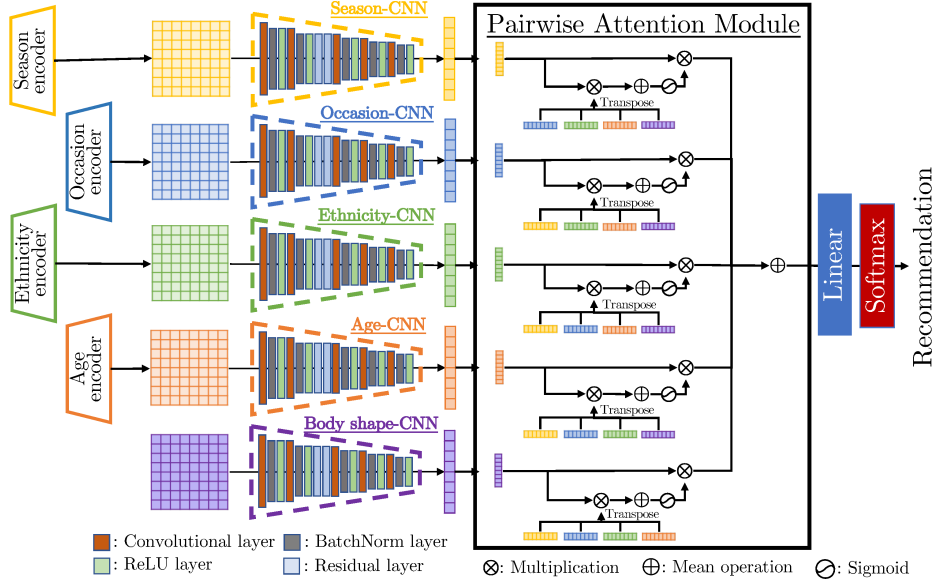 Season encoder
Occasion encoder
Ethnicity encoder
Age encoder
Season-CNN
Occasion-CNN
Ethnicity-CNN
Age-CNN
Body shape-CNN
Pairwise Attention Module
Transpose
Transpose
Transpose
Transpose
Transpose
Linear
Softmax
Recommendation
: Convolutional layer
: BatchNorm layer
: ReLU layer
: Residual layer
: Multiplication
: Mean operation
: Sigmoid